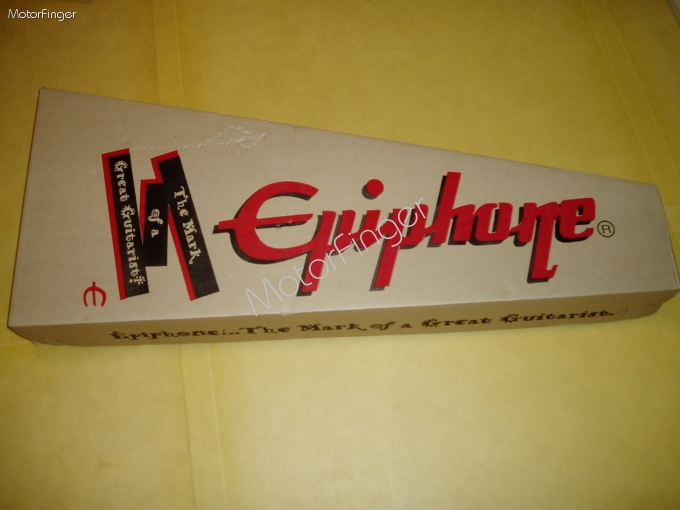 MotorFinger
The Mark
of a
Great Guitarist!
Epiphone®
MotorFinger
Є
Epiphone...The Mark of a Great Guitarist.